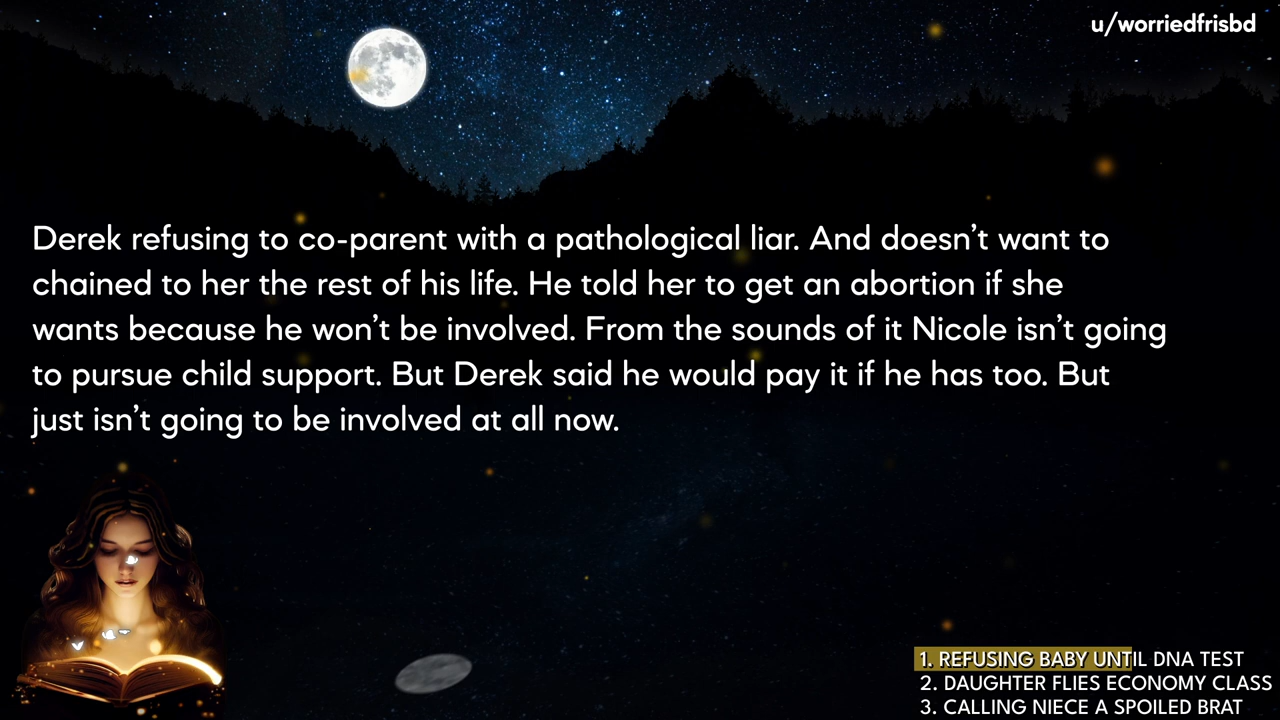 u/worriedfrisbd
Derek refusing to co-parent with a pathological liar. And doesn’t want to
chained to her the rest of his life. He told her to get an abortion if she
wants because he won’t be involved. From the sounds of it Nicole isn’t going
to pursue child support. But Derek said he would pay it if he has too. But
just isn’t going to be involved at all now.
1. REFUSING BABY UNTIL DNA TEST
2. DAUGHTER FLIES ECONOMY CLASS
3. CALLING NIECE A SPOILED BRAT